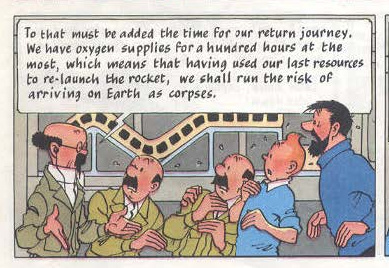 To that must be added the time for our return journey.
We have oxygen supplies for a hundred hours at the
most, which means that having used our last resources
to re-launch the rocket, we shall run the risk of
arriving on Earth as corpses.